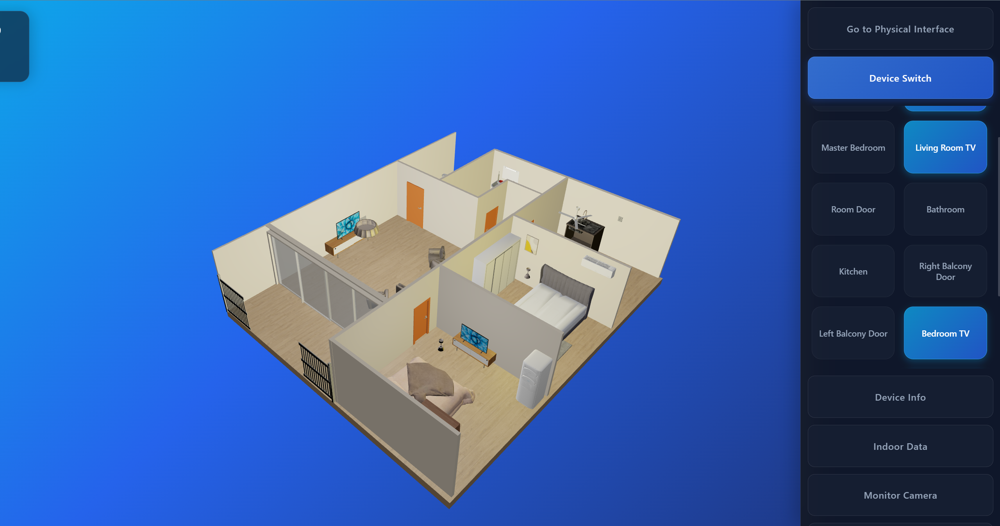 Go to Physical Interface
Device Switch
Master Bedroom
Living Room TV
Room Door
Bathroom
Kitchen
Right Balcony
Door
Left Balcony Door
Bedroom TV
Device Info
Indoor Data
Monitor Camera